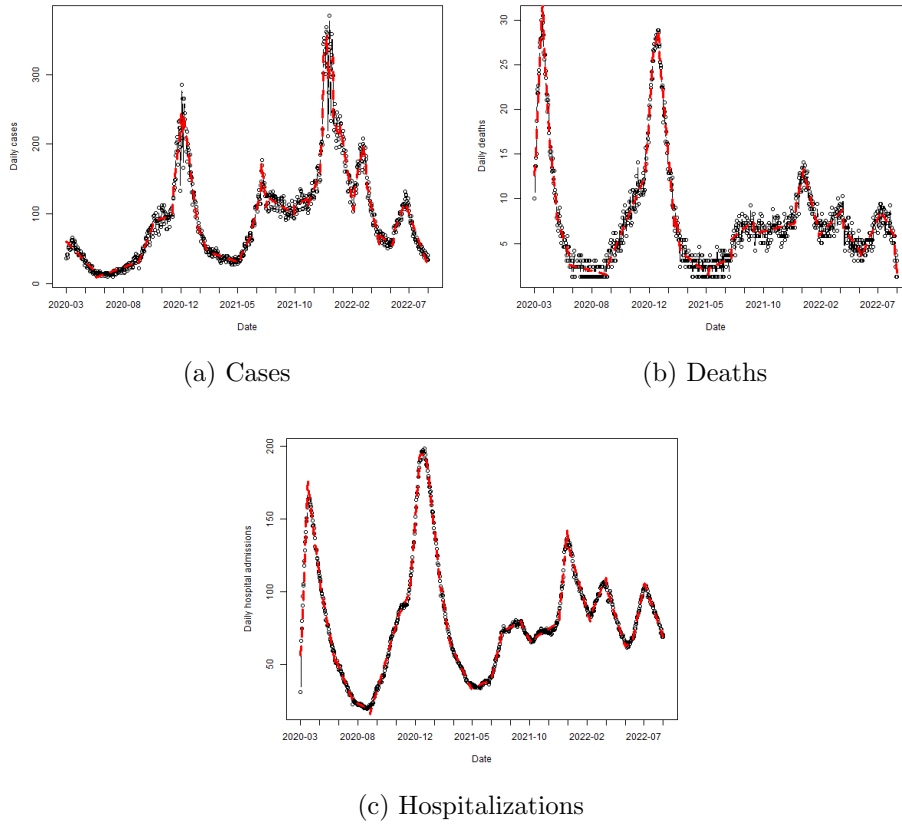 300
200
100
0
Daily cases
2020-03 2020-08 2020-12 2021-05 2021-10 2022-02 2022-07
Date
(a) Cases
30
25
20
15
10
5
Daily deaths
2020-03 2020-08 2020-12 2021-05 2021-10 2022-02 2022-07
Date
(b) Deaths
200
150
100
50
Daily hospital admissions
2020-03 2020-08 2020-12 2021-05 2021-10 2022-02 2022-07
Date
(c) Hospitalizations